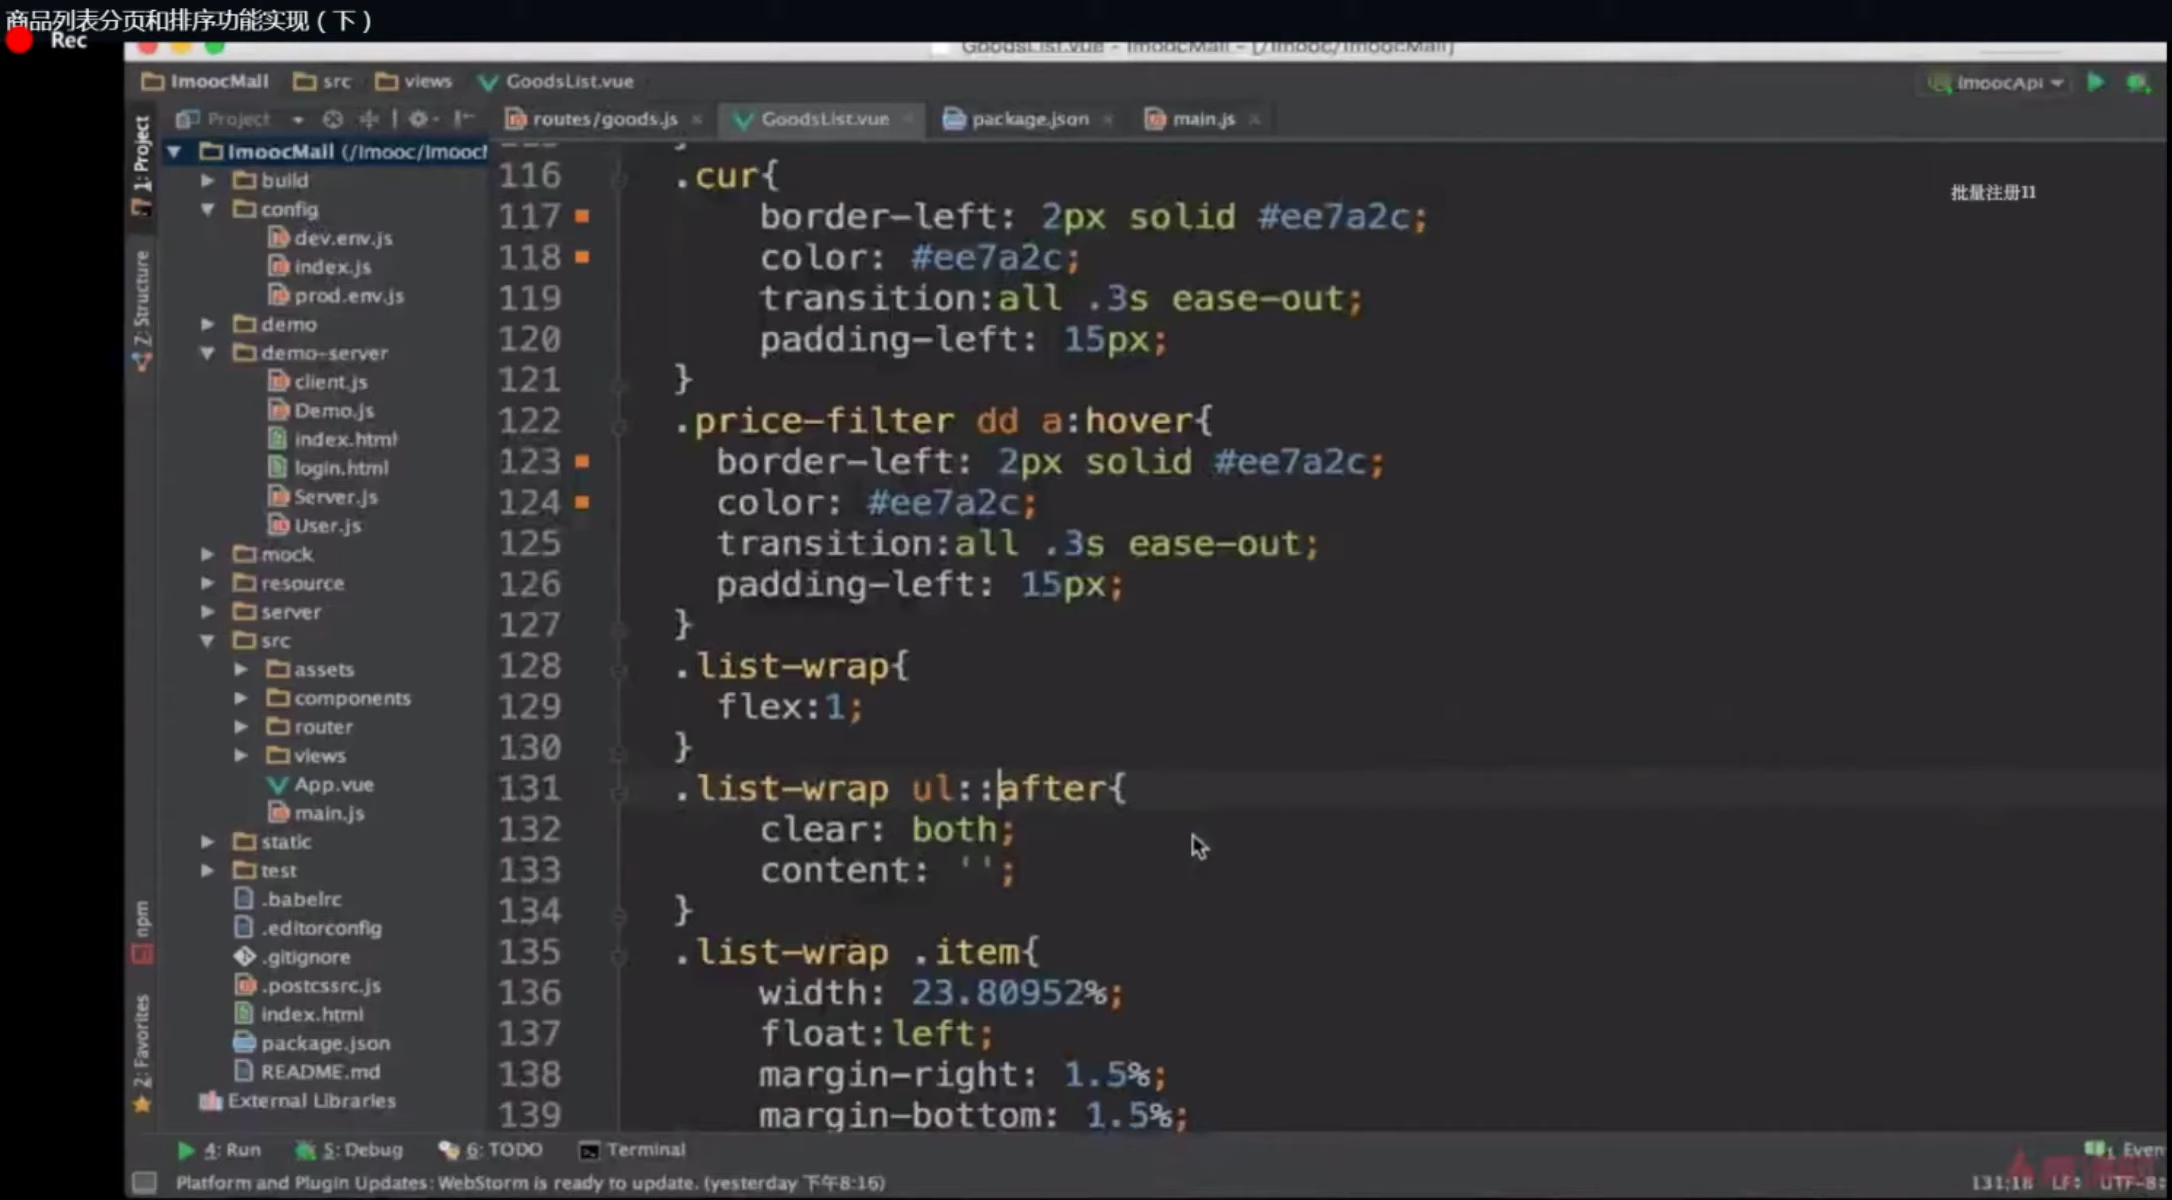 商品列表分页和排序功能实现（下）
Rec
GoodsList.vue - ImoocMall - [/Imooc/ImoocMall]
ImoocMall src views GoodsList.vue ImoocApi
Project routes/goods.js GoodsList.vue package.json main.js
1: Project
Z: Structure
npm
2: Favorites
ImoocMall (/Imooc/Imoocl
build
config
dev.env.js
index.js
prod.env.js
demo
demo-server
client.js
Demo.js
index.html
login.html
Server.js
User.js
mock
resource
server
src
assets
components
router
views
App.vue
main.js
static
test
.babelrc
.editorconfig
.gitignore
.postcssrc.js
index.html
package.json
README.md
External Libraries
批量注册11
116 .cur{
117 border-left: 2px solid #ee7a2c;
118 color: #ee7a2c;
119 transition:all .3s ease-out;
120 padding-left: 15px;
121 }
122 .price-filter dd a:hover{
123 border-left: 2px solid #ee7a2c;
124 color: #ee7a2c;
125 transition:all .3s ease-out;
126 padding-left: 15px;
127 }
128 .list-wrap{
129 flex:1;
130 }
131 .list-wrap ul::after{
132 clear: both;
133 content: '';
134 }
135 .list-wrap .item{
136 width: 23.80952%;
137 float:left;
138 margin-right: 1.5%;
139 margin-bottom: 1.5%;
4: Run 5: Debug 6: TODO Terminal Even
Platform and Plugin Updates: WebStorm is ready to update. (yesterday 下午8:16) 131:18 LF: UTF-8: